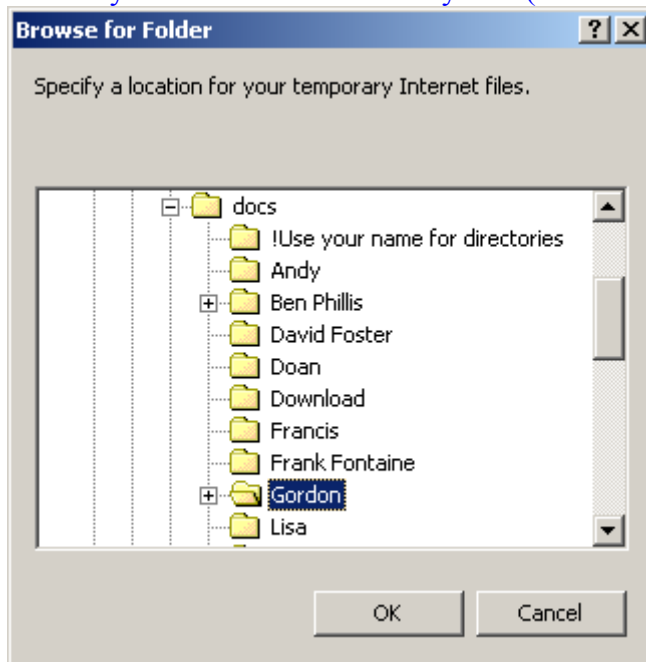 Browse for Folder
Specify a location for your temporary Internet files.
docs
!Use your name for directories
Andy
Ben Phillis
David Foster
Doan
Download
Francis
Frank Fontaine
Gordon
Lisa
OK Cancel